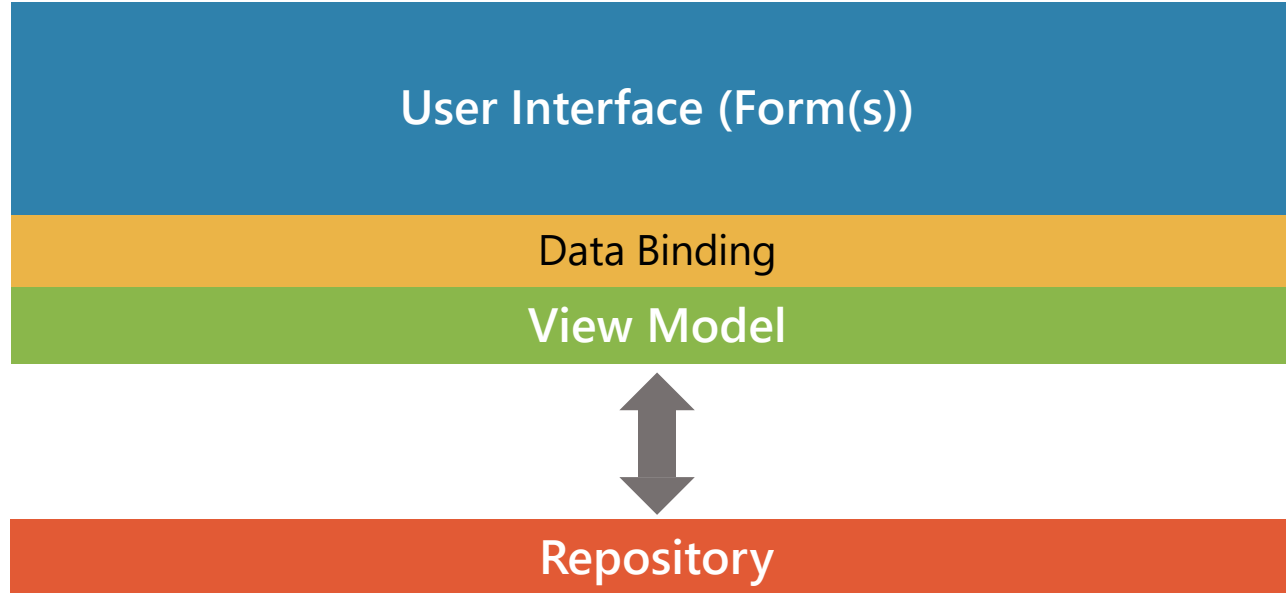 User Interface (Form(s))
Data Binding
View Model
Repository